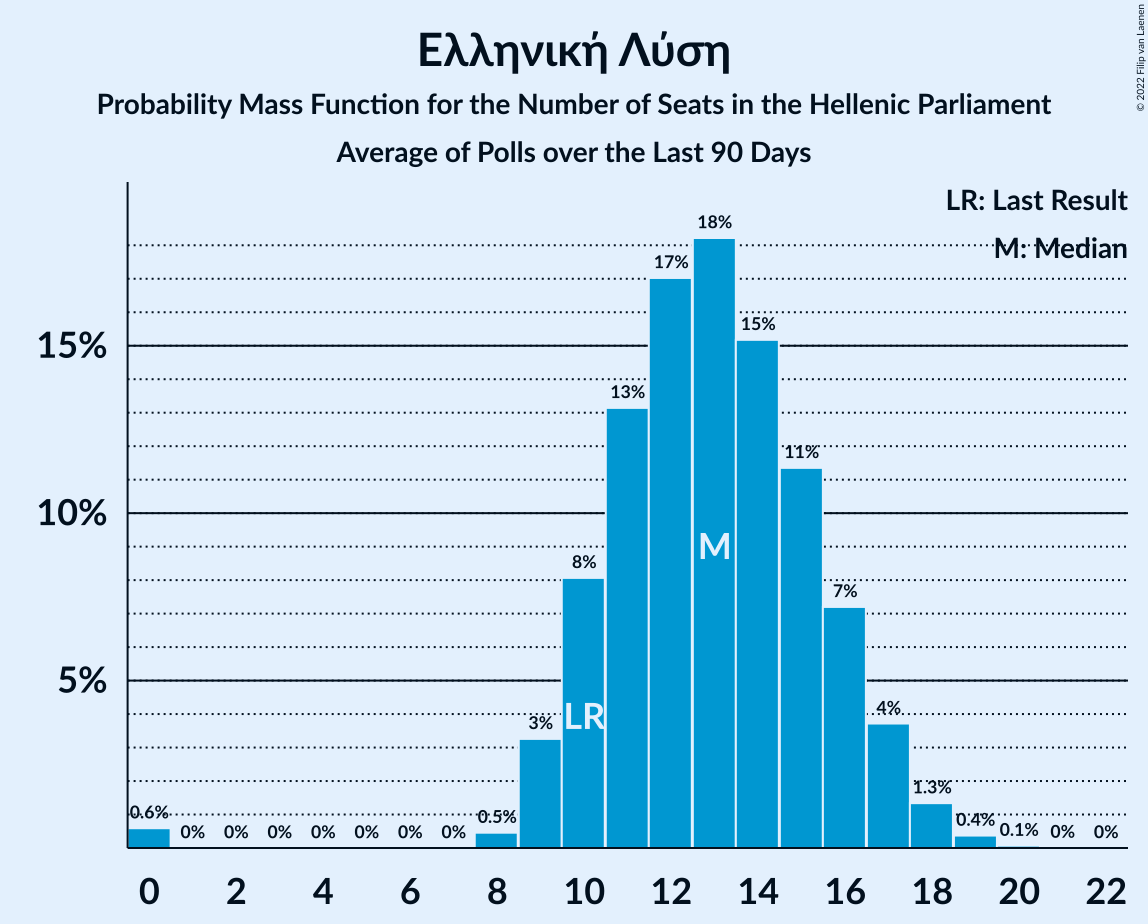 Ελληνική Λύση
Probability Mass Function for the Number of Seats in the Hellenic Parliament
Average of Polls over the Last 90 Days
© 2022 Filip van Laenen
LR: Last Result
M: Median
15%
10%
5%
0.6%
0%
0%
0%
0%
0%
0%
0%
0.5%
3%
8%
13%
17%
18%
15%
11%
7%
4%
1.3%
0.4%
0.1%
0%
0%
LR
M
0 2 4 6 8 10 12 14 16 18 20 22